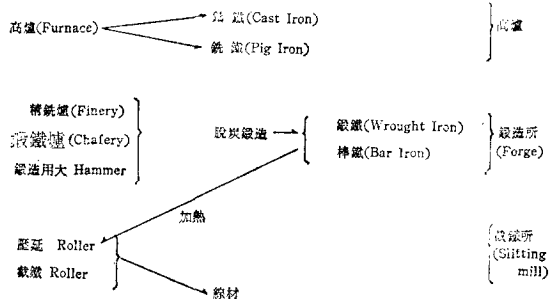 鑄 鐵(Cast Iron)
高爐(Furnace) 高爐
銑 鐵(Pig Iron)
精銑爐(Finery)
鍛鐵(Wrought Iron) 鍛造所
鍛鐵爐(Chafery) 脫炭鍛造
棒鐵(Bar Iron) (Forge)
鍛造用大 Hammer
加熱
壓延 Roller 截鐵所
(Slitting
截鐵 Roller mill)
線材